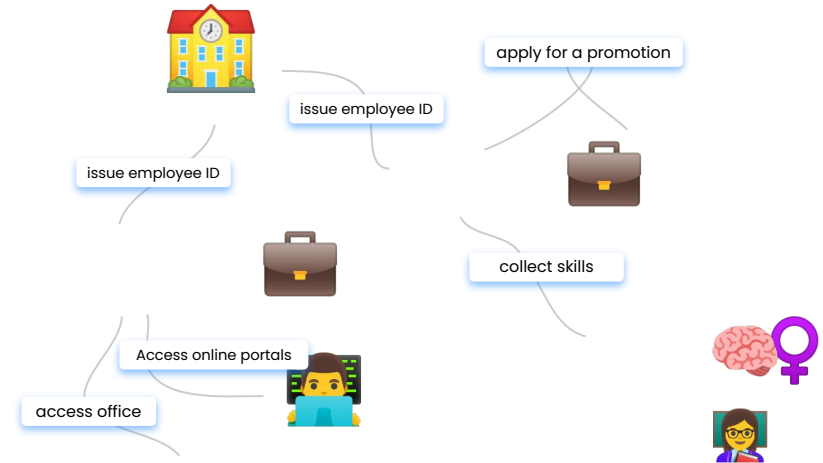 apply for a promotion
issue employee ID
issue employee ID
collect skills
Access online portals
access office